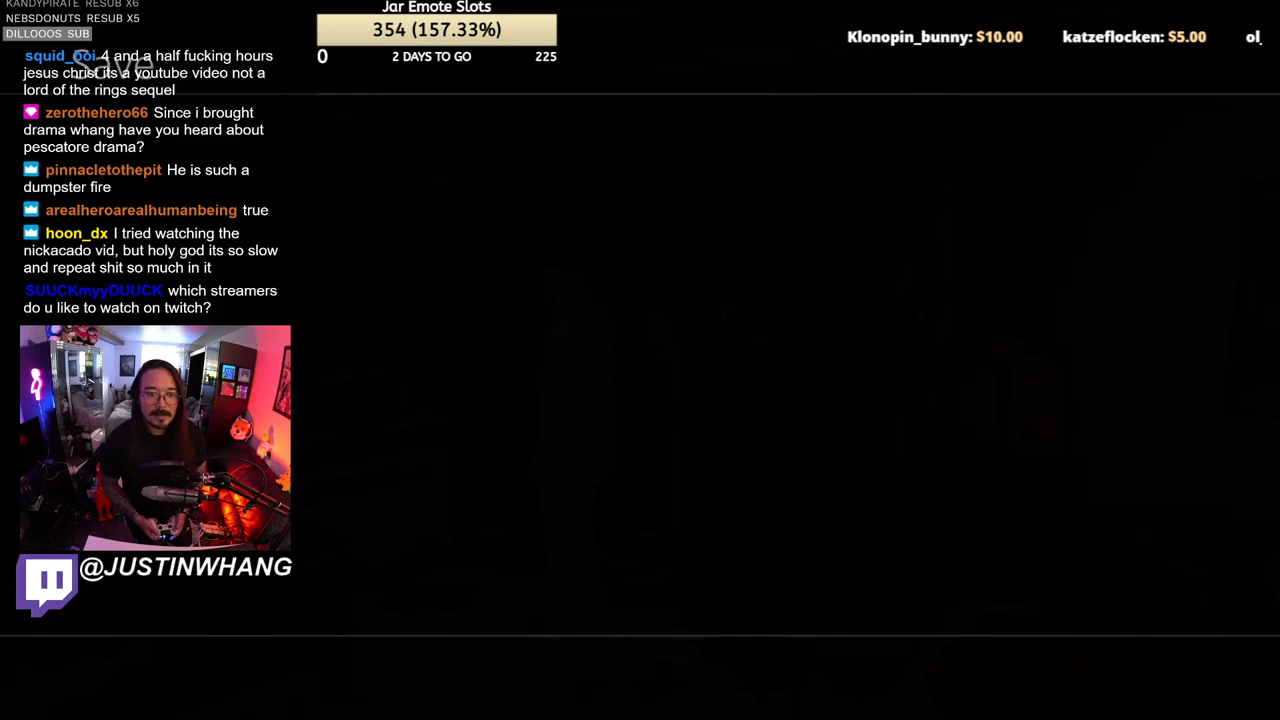 KANDYPIRATE RESUB X6
NEBSDONUTS RESUB X5
DILLOOOS SUB
Save
squid_boi 4 and a half fucking hours
jesus christ its a youtube video not a
lord of the rings sequel
zerothehero66 Since i brought
drama whang have you heard about
pescatore drama?
pinnacletothepit He is such a
dumpster fire
arealheroarealhumanbeing true
hoon_dx I tried watching the
nickacado vid, but holy god its so slow
and repeat shit so much in it
SUUCKmyyDUUCK which streamers
do u like to watch on twitch?
@JUSTINWHANG
Jar Emote Slots
354 (157.33%)
0 2 DAYS TO GO 225
Klonopin_bunny: $10.00 katzeflocken: $5.00 ol_